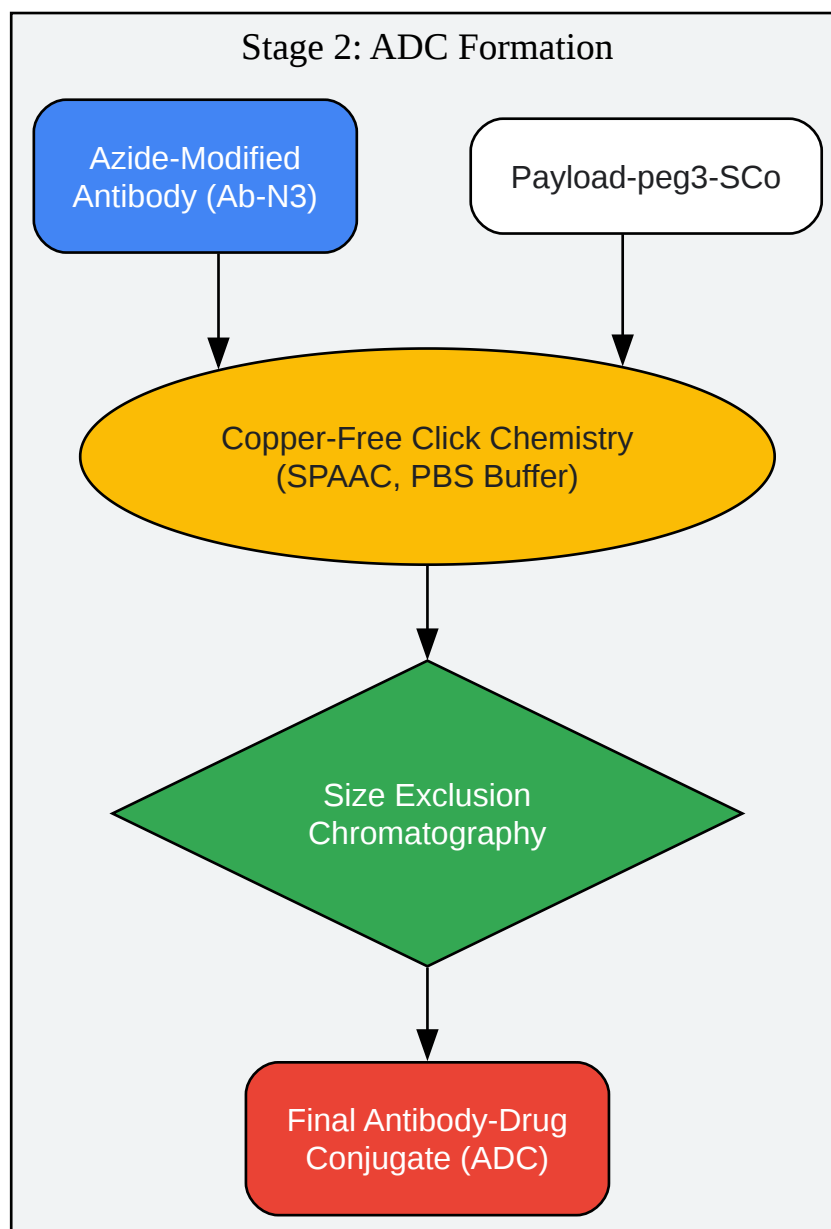 Stage 2: ADC Formation
Azide-Modified
Antibody (Ab-N3)
Payload-peg3-SCo
Copper-Free Click Chemistry
(SPAAC, PBS Buffer)
Size Exclusion
Chromatography
Final Antibody-Drug
Conjugate (ADC)